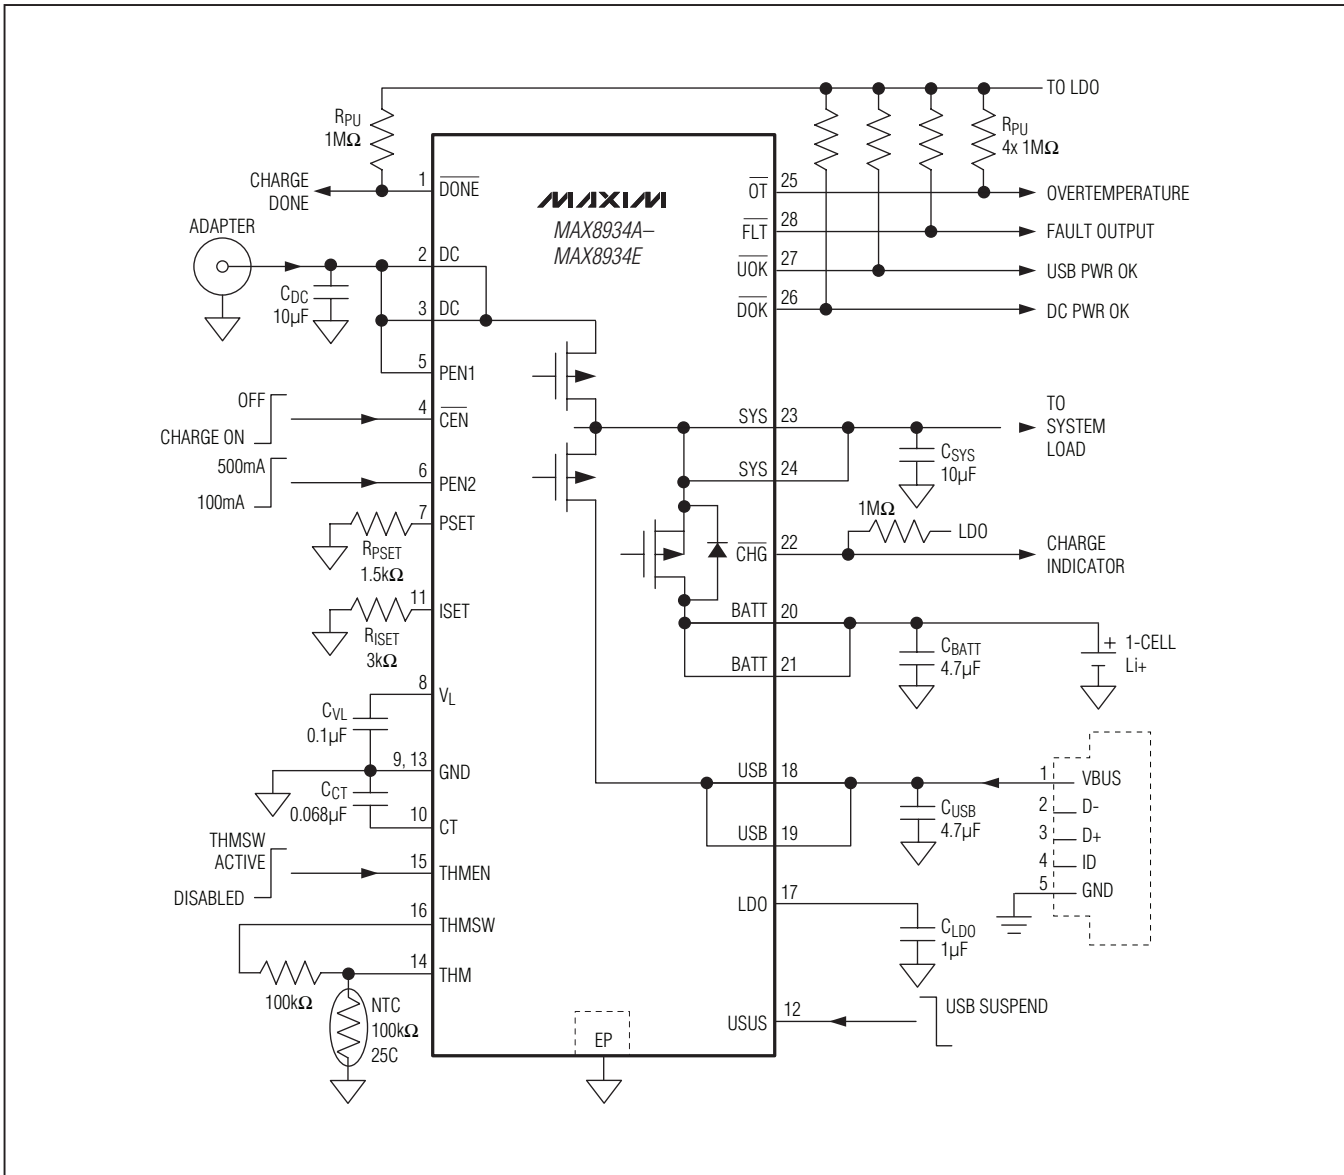 TO LDO
RPU
1MΩ
RPU
4x 1MΩ
CHARGE
DONE
1
DONE
MAXIM
MAX8934A–
MAX8934E
OT
25
OVERTEMPERATURE
ADAPTER
FLT
28
FAULT OUTPUT
2
DC
UOK
27
USB PWR OK
CDC
10µF
3
DC
DOK
26
DC PWR OK
5
PEN1
OFF
CHARGE ON
4
CEN
SYS
23
TO
SYSTEM
LOAD
500mA
100mA
6
PEN2
SYS
24
CSYS
10µF
7
PSET
RPSET
1.5kΩ
1MΩ
LDO
CHG
22
CHARGE
INDICATOR
11
ISET
RISET
3kΩ
BATT
20
BATT
21
CBATT
4.7µF
+
1-CELL
Li+
8
VL
CVL
0.1µF
9, 13
GND
CCT
0.068µF
10
CT
USB
18
USB
19
CUSB
4.7µF
1
VBUS
2
D-
3
D+
4
ID
5
GND
THMSW
ACTIVE
DISABLED
15
THMEN
LDO
17
CLDO
1µF
16
THMSW
14
THM
100kΩ
NTC
100kΩ
25C
USUS
12
USB SUSPEND
EP